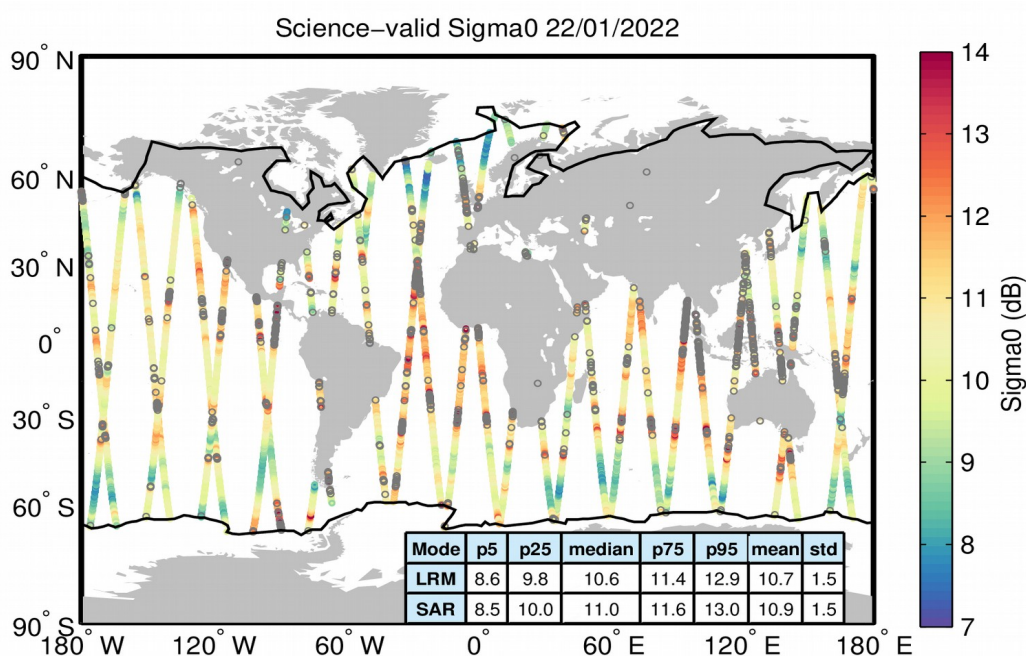 Science−valid Sigma0 22/01/2022
90° N
60° N
30° N
0°
30° S
60° S
90° S
180° W
120° W
60° W
0°
60° E
120° E
180° E
14
13
12
11
10
9
8
7
Sigma0 (dB)
Mode p5 p25 median p75 p95 mean std
LRM 8.6 9.8 10.6 11.4 12.9 10.7 1.5
SAR 8.5 10.0 11.0 11.6 13.0 10.9 1.5